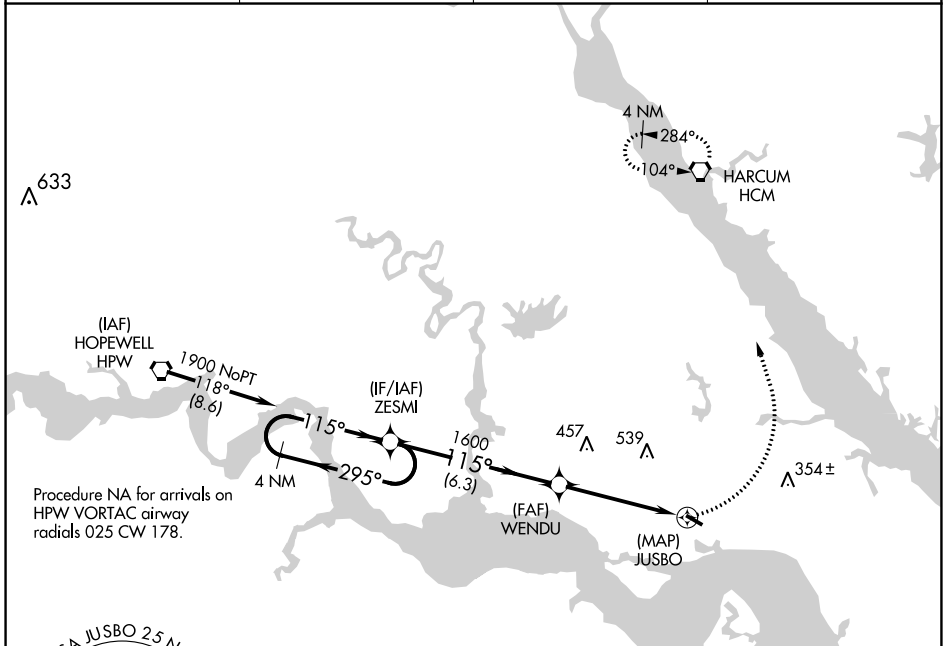 4 NM
284°
104°
HARCUM
HCM
633
(IAF)
HOPEWELL
HPW
1900 NoPT
118°
(8.6)
(IF/IAF)
ZESMI
115°
1600
115°
(6.3)
295°
4 NM
457
539
354±
(FAF)
WENDU
(MAP)
JUSBO
Procedure NA for arrivals on
HPW VORTAC airway
radials 025 CW 178.
JUSBO 25